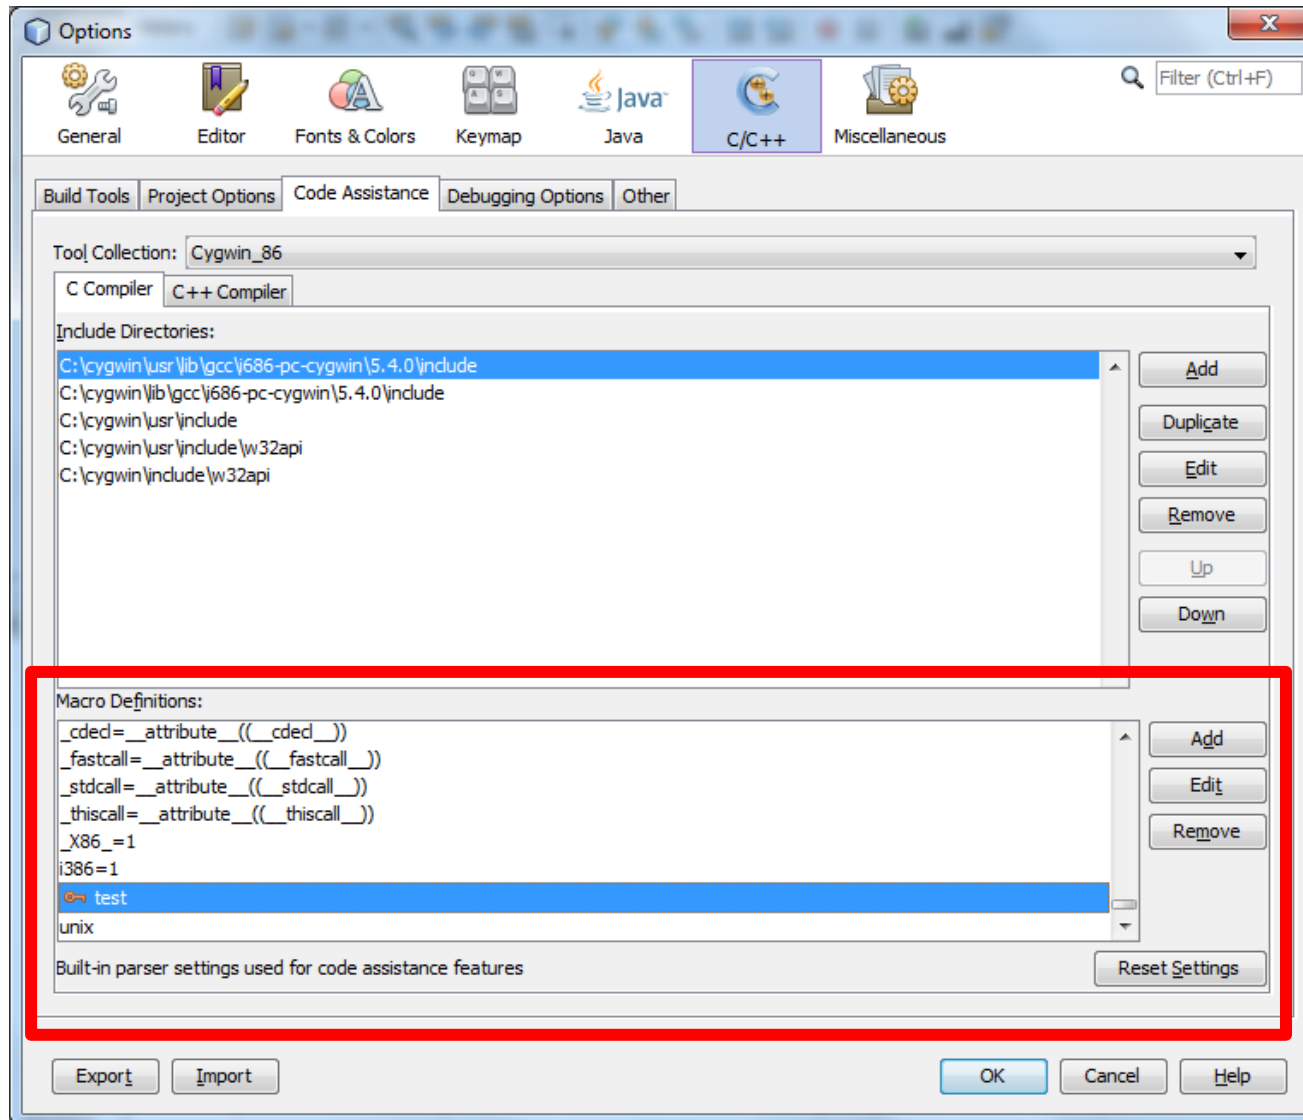 Options
X
Filter (Ctrl+F)
Q W
A S
Java
General Editor Fonts & Colors Keymap Java C/C++ Miscellaneous
Build Tools Project Options Code Assistance Debugging Options Other
Tool Collection: Cygwin_86
C Compiler C++ Compiler
Include Directories:
C:\cygwin\usr\lib\gcc\i686-pc-cygwin\5.4.0\include
C:\cygwin\lib\gcc\i686-pc-cygwin\5.4.0\include
C:\cygwin\usr\include
C:\cygwin\usr\include\w32api
C:\cygwin\include\w32api
Add
Duplicate
Edit
Remove
Up
Down
Macro Definitions:
_cdecl=__attribute__((__cdecl__))
_fastcall=__attribute__((__fastcall__))
_stdcall=__attribute__((__stdcall__))
_thiscall=__attribute__((__thiscall__))
_X86_=1
i386=1
test
unix
Add
Edit
Remove
Built-in parser settings used for code assistance features
Reset Settings
Export Import OK Cancel Help